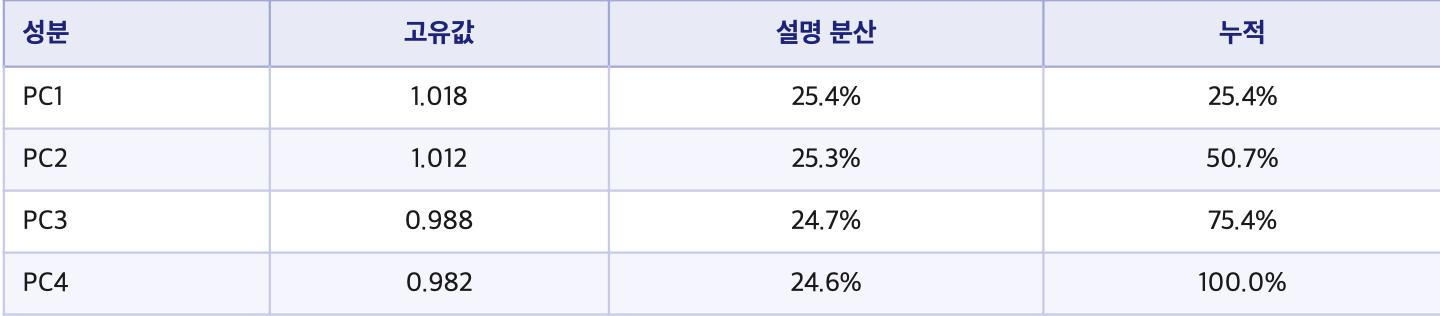 성분 고유값 설명 분산 누적
PC1 1.018 25.4% 25.4%
PC2 1.012 25.3% 50.7%
PC3 0.988 24.7% 75.4%
PC4 0.982 24.6% 100.0%